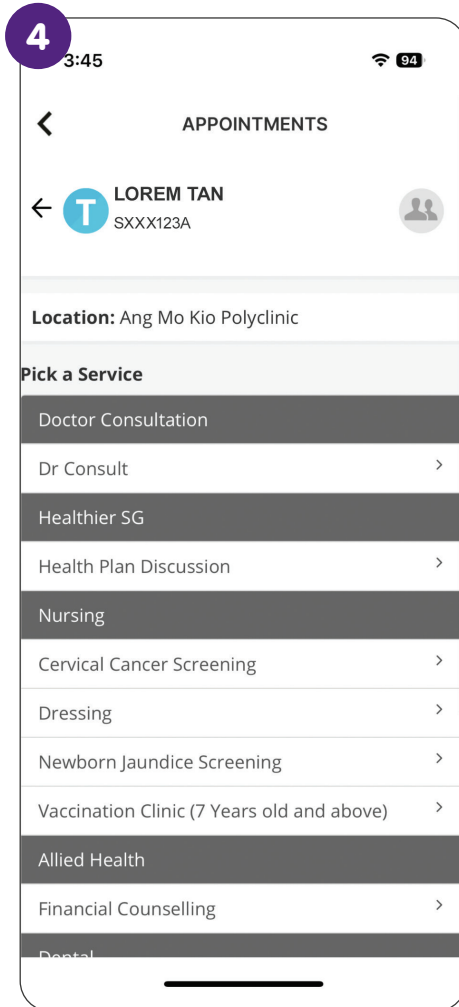 4
3:45
94
APPOINTMENTS
T
LOREM TAN
SXXX123A
Location: Ang Mo Kio Polyclinic
Pick a Service
Doctor Consultation
Dr Consult
Healthier SG
Health Plan Discussion
Nursing
Cervical Cancer Screening
Dressing
Newborn Jaundice Screening
Vaccination Clinic (7 Years old and above)
Allied Health
Financial Counselling
Dental